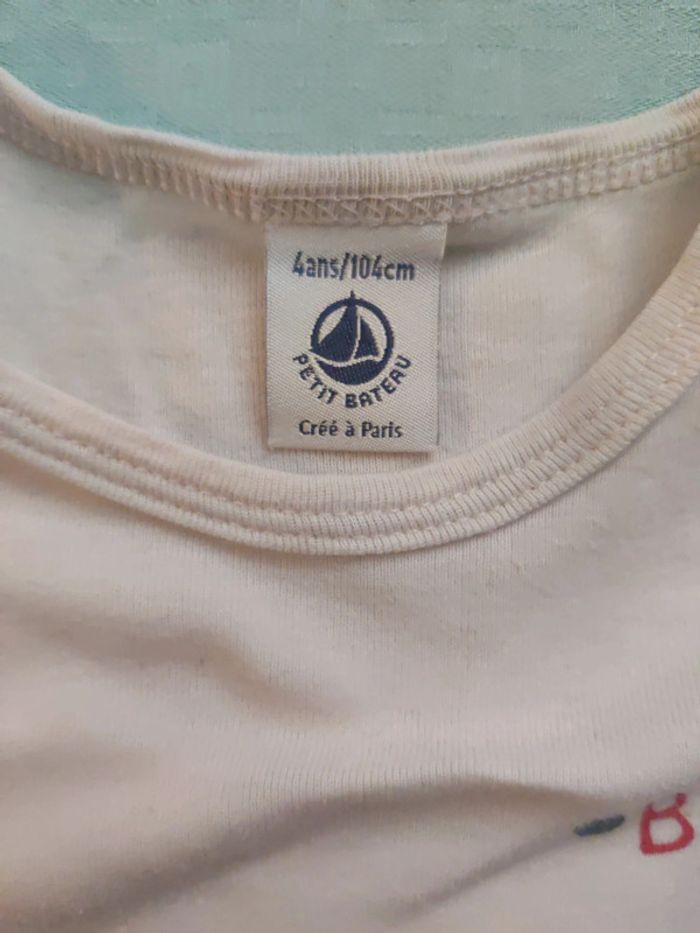 4ans/104cm
PETIT BATEAU
Créé à Paris
B